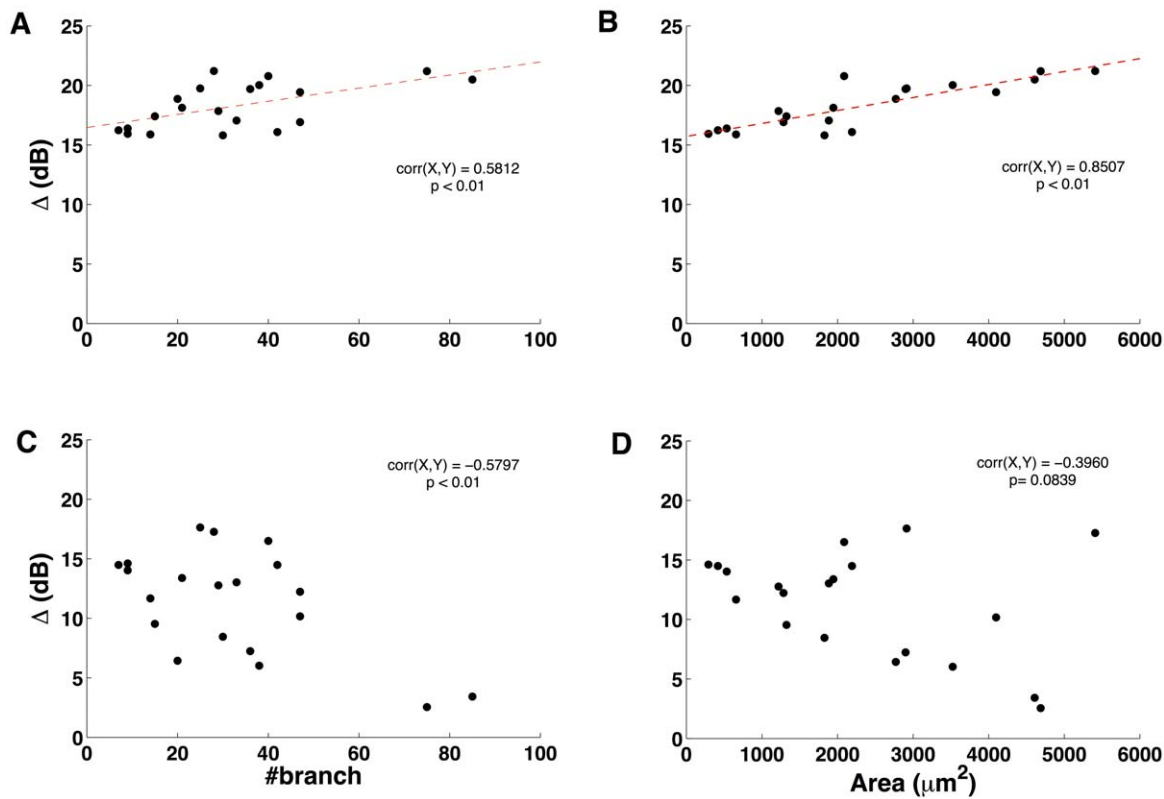 A
25
20
15
10
5
0
Δ (dB)
corr(X,Y) = 0.5812
p < 0.01
0 20 40 60 80 100
B
25
20
15
10
5
0
corr(X,Y) = 0.8507
p < 0.01
0 1000 2000 3000 4000 5000 6000
C
25
20
15
10
5
0
Δ (dB)
corr(X,Y) = −0.5797
p < 0.01
0 20 40 60 80 100
#branch
D
25
20
15
10
5
0
corr(X,Y) = −0.3960
p= 0.0839
0 1000 2000 3000 4000 5000 6000
Area (μm²)